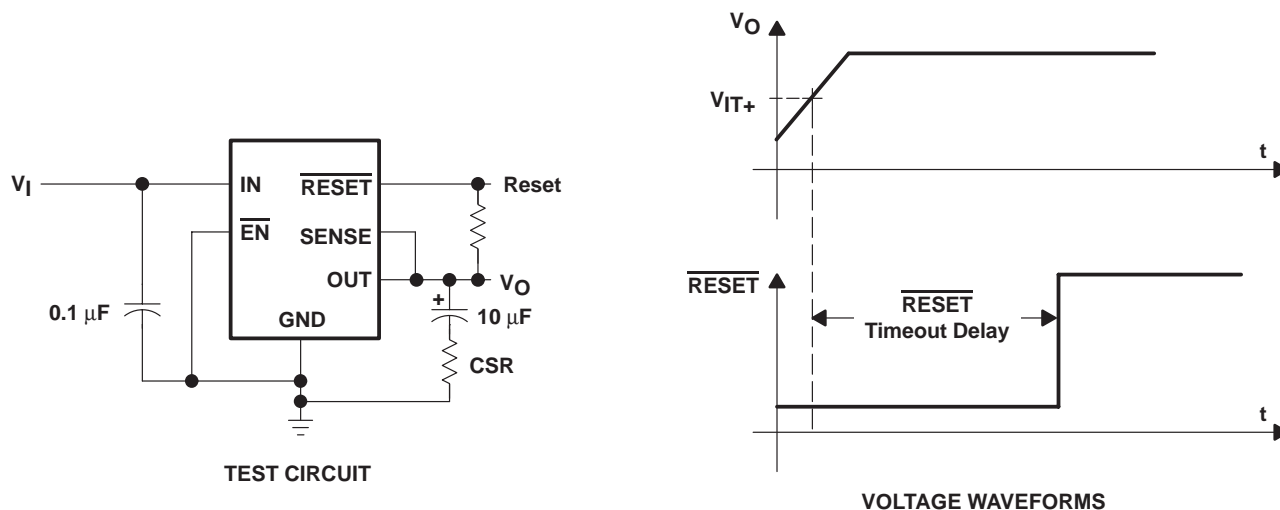 VI
IN
RESET
Reset
EN
SENSE
OUT
VO
+
0.1 μF
GND
10 μF
CSR
TEST CIRCUIT
VO
VIT+
t
RESET
RESET
Timeout Delay
t
VOLTAGE WAVEFORMS